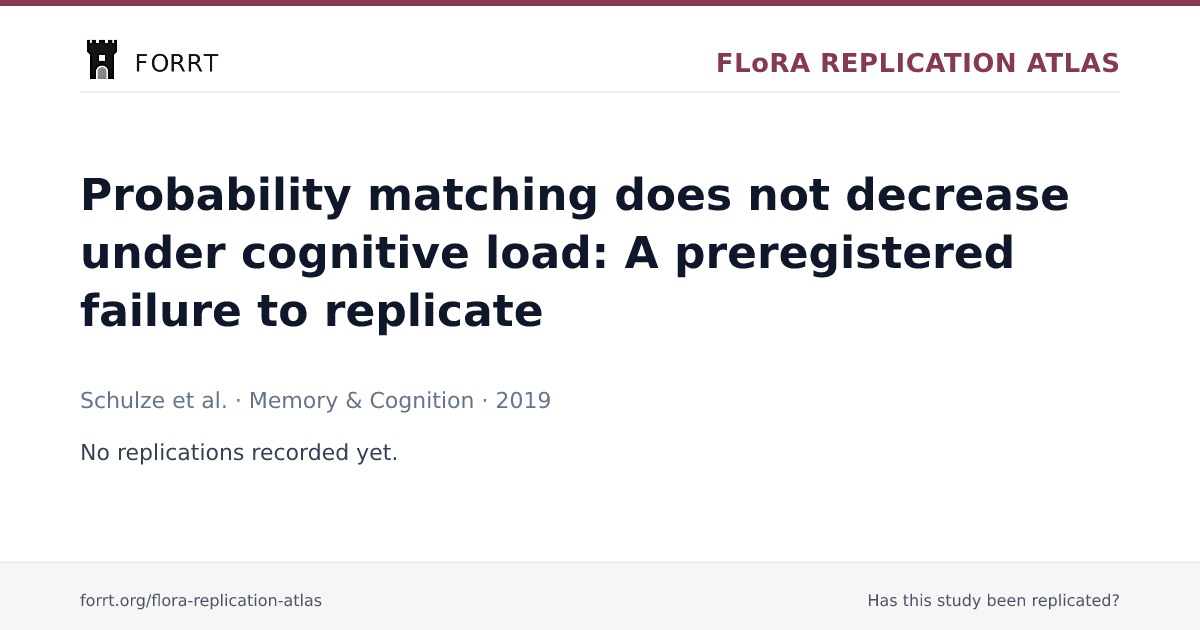 FORRT
FLoRA REPLICATION ATLAS
Probability matching does not decrease
under cognitive load: A preregistered
failure to replicate
Schulze et al. · Memory & Cognition · 2019
No replications recorded yet.
forrt.org/flora-replication-atlas
Has this study been replicated?